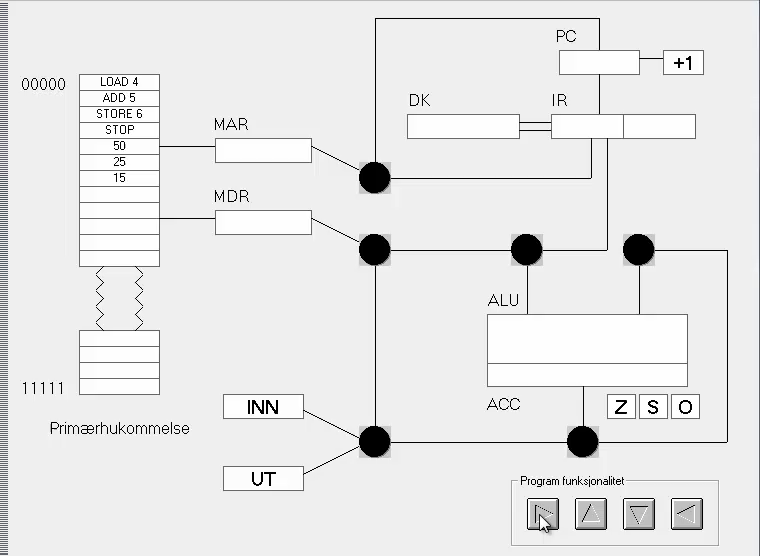 PC
+1
00000
LOAD 4
ADD 5
STORE 6
STOP
50
25
15
DK
IR
MAR
MDR
ALU
11111
ACC
Z S O
INN
Primærhukommelse
UT
Program funksjonalitet